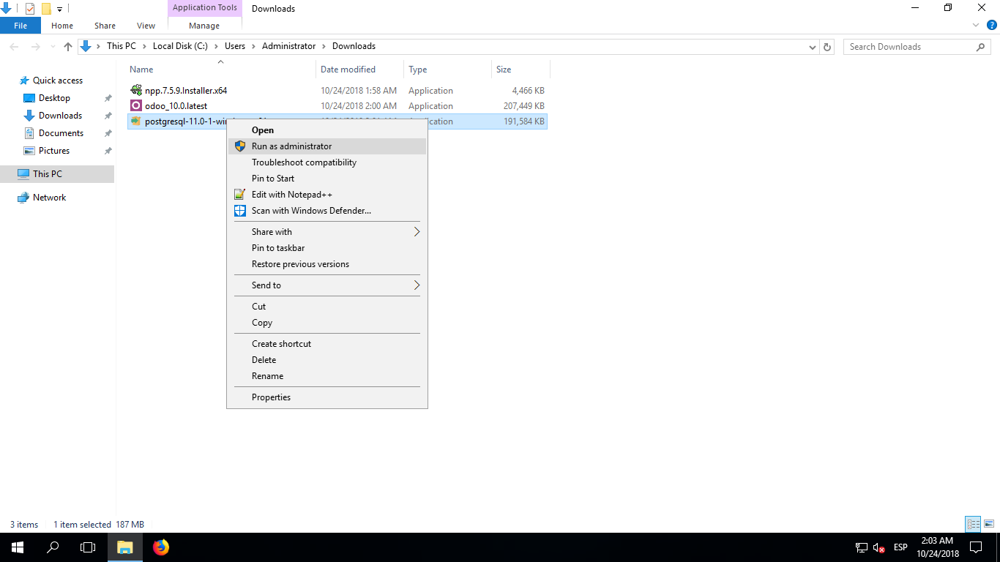 Application Tools
Downloads
File Home Share View Manage
This PC Local Disk (C:) Users Administrator Downloads
Search Downloads
Name Date modified Type Size
Quick access
Desktop
Downloads
Documents
Pictures
This PC
Network
npp.7.5.9.Installer.x64 10/24/2018 1:58 AM Application 4,466 KB
odoo_10.0.latest 10/24/2018 2:00 AM Application 207,449 KB
postgresql-11.0-1-win 191,584 KB
Open
Run as administrator
Troubleshoot compatibility
Pin to Start
Edit with Notepad++
Scan with Windows Defender...
Share with
Pin to taskbar
Restore previous versions
Send to
Cut
Copy
Create shortcut
Delete
Rename
Properties
3 items 1 item selected 187 MB
ESP
2:03 AM
10/24/2018